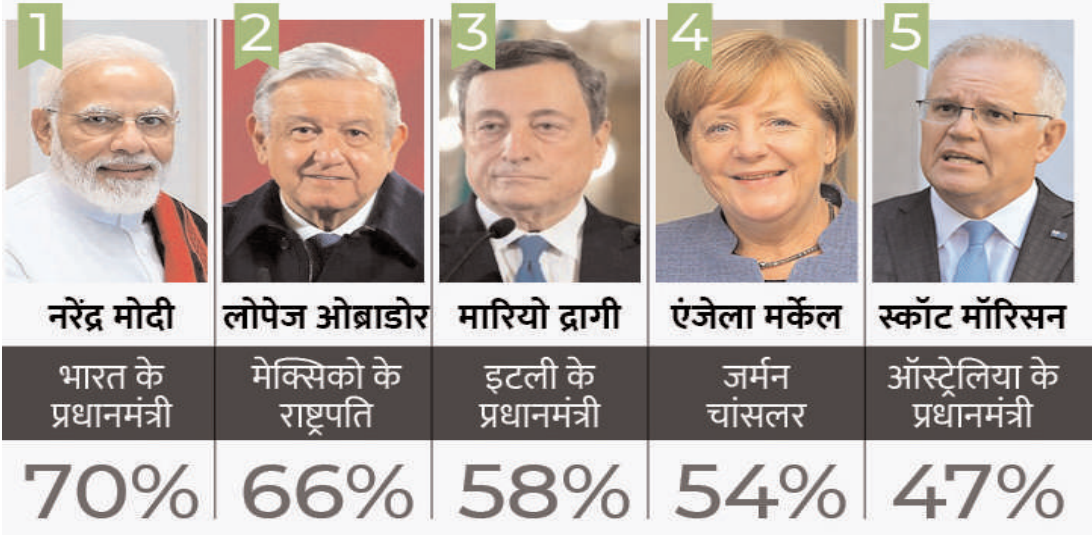 1
2
3
4
5
नरेंद्र मोदी
लोपेज ओब्राडोर
मारियो द्रागी
एंजेला मर्केल
स्कॉट मॉरिसन
भारत के
प्रधानमंत्री
मेक्सिको के
राष्ट्रपति
इटली के
प्रधानमंत्री
जर्मन
चांसलर
ऑस्ट्रेलिया के
प्रधानमंत्री
70%
66%
58%
54%
47%